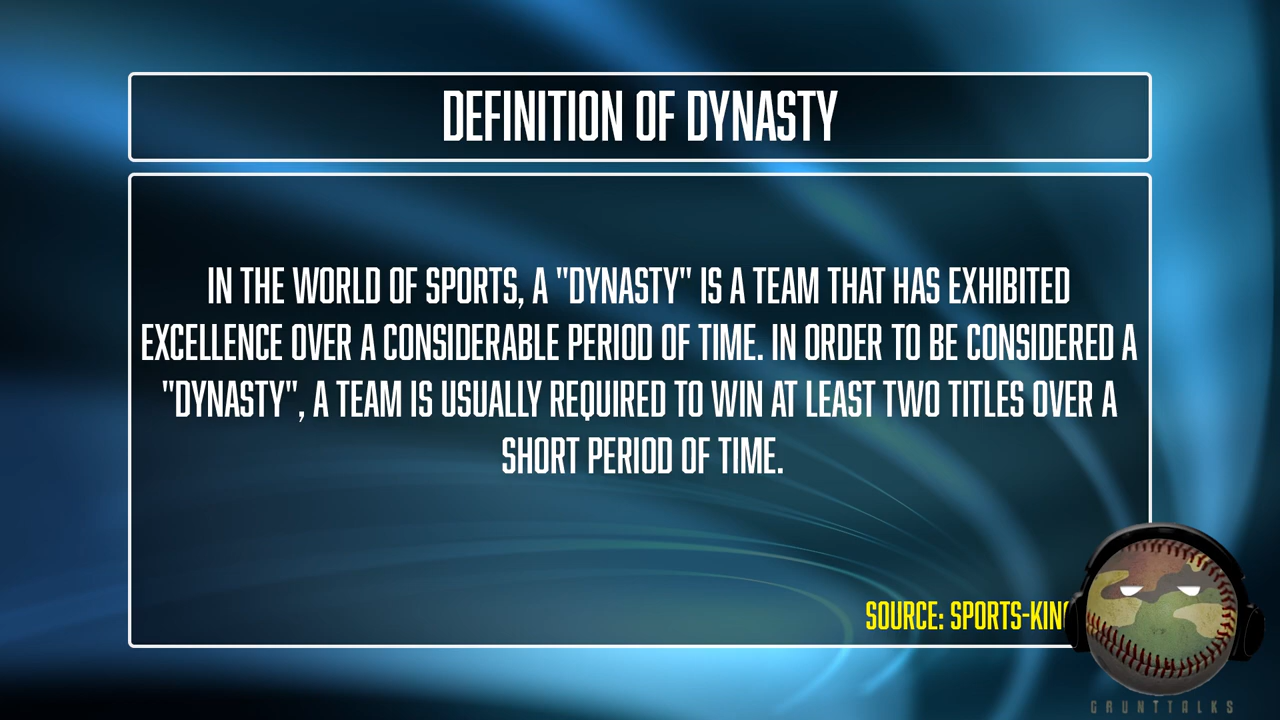 DEFINITION OF DYNASTY
IN THE WORLD OF SPORTS, A "DYNASTY" IS A TEAM THAT HAS EXHIBITED
EXCELLENCE OVER A CONSIDERABLE PERIOD OF TIME. IN ORDER TO BE CONSIDERED A
"DYNASTY", A TEAM IS USUALLY REQUIRED TO WIN AT LEAST TWO TITLES OVER A
SHORT PERIOD OF TIME.
SOURCE:
GRUNTTALKS